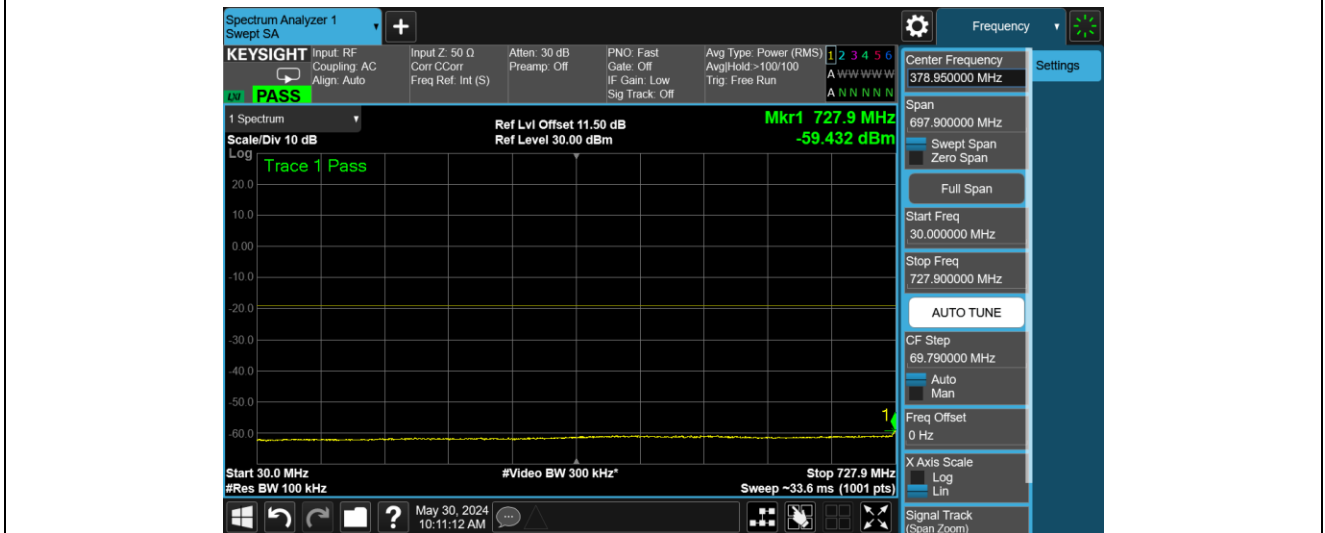 Spectrum Analyzer 1
Swept SA
+
Frequency
KEYSIGHT
Input: RF
Coupling: AC
Align: Auto
Input Z: 50 Ω
Corr CCorr
Freq Ref: Int (S)
Atten: 30 dB
Preamp: Off
PNO: Fast
Gate: Off
IF Gain: Low
Sig Track: Off
Avg Type: Power (RMS)
Avg|Hold:>100/100
Trig: Free Run
1 2 3 4 5 6
A W W W W W
A N N N N N
LXI
PASS
1 Spectrum
Scale/Div 10 dB
Ref Lvl Offset 11.50 dB
Ref Level 30.00 dBm
Mkr1 727.9 MHz
-59.432 dBm
Log
Trace 1 Pass
20.0
10.0
0.00
-10.0
-20.0
-30.0
-40.0
-50.0
-60.0
1
Start 30.0 MHz
#Res BW 100 kHz
#Video BW 300 kHz*
Stop 727.9 MHz
Sweep ~33.6 ms (1001 pts)
?
May 30, 2024
10:11:12 AM
Center Frequency
378.950000 MHz
Settings
Span
697.900000 MHz
Swept Span
Zero Span
Full Span
Start Freq
30.000000 MHz
Stop Freq
727.900000 MHz
AUTO TUNE
CF Step
69.790000 MHz
Auto
Man
Freq Offset
0 Hz
X Axis Scale
Log
Lin
Signal Track
(Span Zoom)